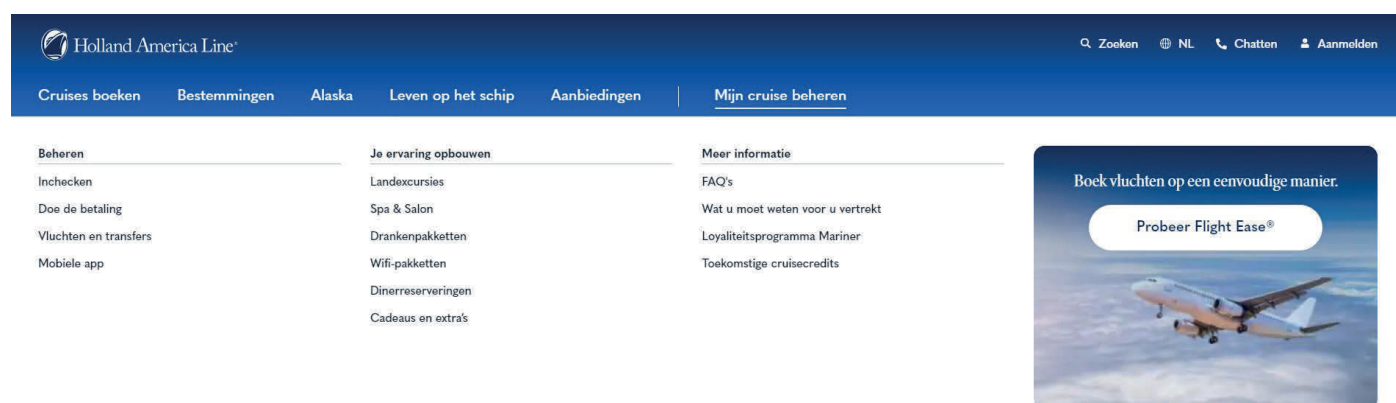 Holland America Line®
Zoeken NL Chatten Aanmelden
Cruises boeken Bestemmingen Alaska Leven op het schip Aanbiedingen Mijn cruise beheren
Beheren
Inchecken
Doe de betaling
Vluchten en transfers
Mobiele app
Je ervaring opbouwen
Landexcursies
Spa & Salon
Drankenpakketten
Wifi-pakketten
Dinerreserveringen
Cadeaus en extra's
Meer informatie
FAQ's
Wat u moet weten voor u vertrekt
Loyaliteitsprogramma Mariner
Toekomstige cruisecredits
Boek vluchten op een eenvoudige manier.
Probeer Flight Ease®